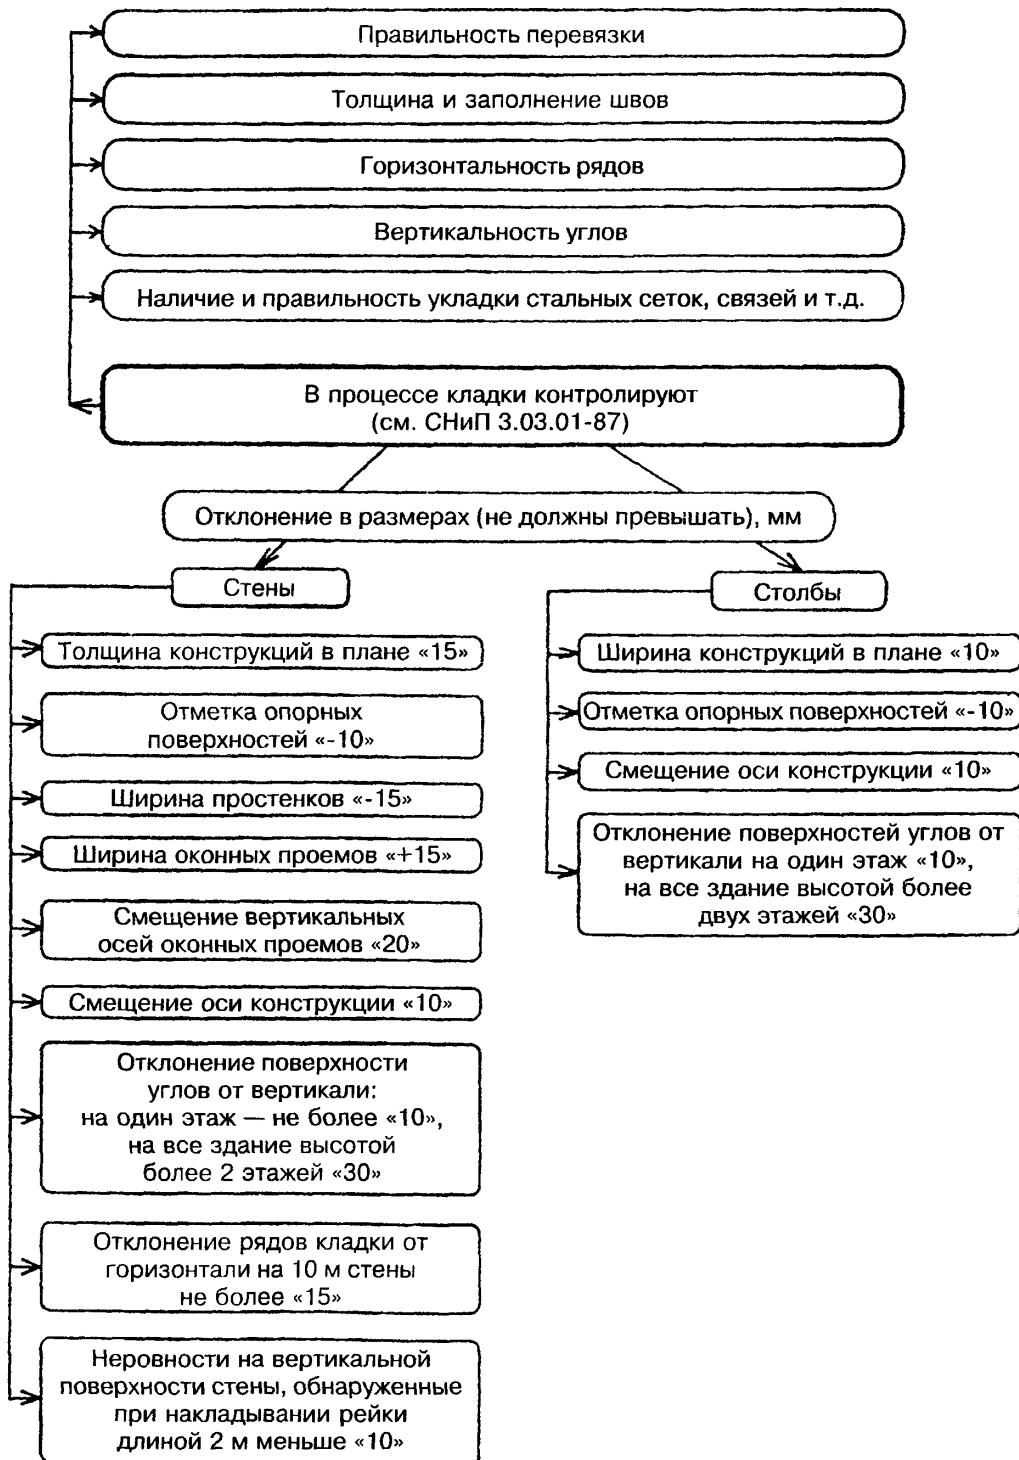 Правильность перевязки
Толщина и заполнение швов
Горизонтальность рядов
Вертикальность углов
Наличие и правильность укладки стальных сеток, связей и т.д.
В процессе кладки контролируют
(см. СНиП 3.03.01-87)
Отклонение в размерах (не должны превышать), мм
Стены
Толщина конструкций в плане «15»
Отметка опорных
поверхностей «-10»
Ширина простенков «-15»
Ширина оконных проемов «+15»
Смещение вертикальных
осей оконных проемов «20»
Смещение оси конструкции «10»
Отклонение поверхности
углов от вертикали:
на один этаж — не более «10»,
на все здание высотой
более 2 этажей «30»
Отклонение рядов кладки от
горизонтали на 10 м стены
не более «15»
Неровности на вертикальной
поверхности стены, обнаруженные
при накладывании рейки
длиной 2 м меньше «10»
Столбы
Ширина конструкций в плане «10»
Отметка опорных поверхностей «-10»
Смещение оси конструкции «10»
Отклонение поверхностей углов от
вертикали на один этаж «10»,
на все здание высотой более
двух этажей «30»